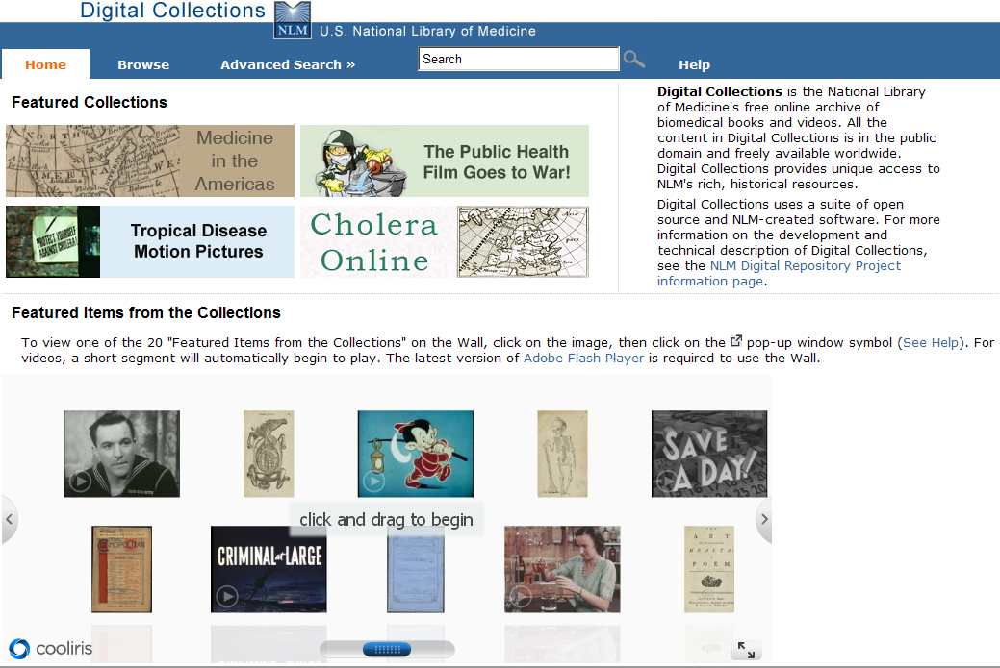 Digital Collections
NLM
U.S. National Library of Medicine
Home
Browse
Advanced Search »
Search
Help
Featured Collections
Medicine
in the
Americas
The Public Health
Film Goes to War!
PROTECT YOURSELF
AGAINST CHOLERA!
Tropical Disease
Motion Pictures
Cholera
Online
Digital Collections is the National Library
of Medicine's free online archive of
biomedical books and videos. All the
content in Digital Collections is in the public
domain and freely available worldwide.
Digital Collections provides unique access to
NLM's rich, historical resources.
Digital Collections uses a suite of open
source and NLM-created software. For more
information on the development and
technical description of Digital Collections,
see the NLM Digital Repository Project
information page.
Featured Items from the Collections
To view one of the 20 "Featured Items from the Collections" on the Wall, click on the image, then click on the pop-up window symbol (See Help). For
videos, a short segment will automatically begin to play. The latest version of Adobe Flash Player is required to use the Wall.
SAVE
A DAY!
click and drag to begin
COSMOPOLITAN
CRIMINAL at LARGE
THE
ART
HEALTH
POEM
cooliris